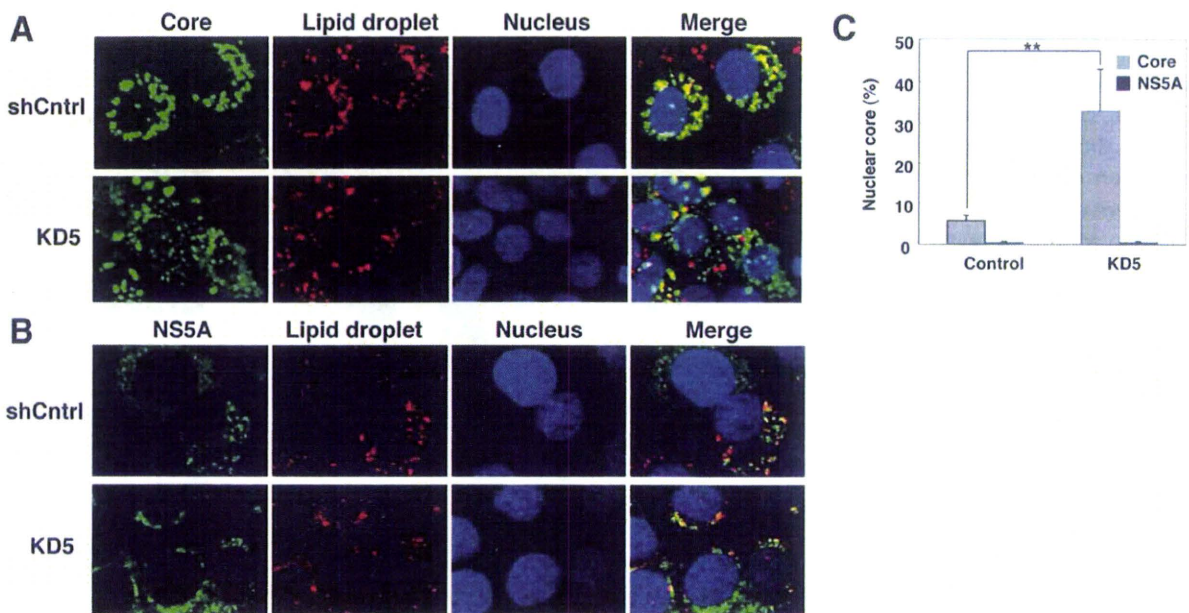 A
Core Lipid droplet Nucleus Merge
shCntrl
KD5
B
NS5A Lipid droplet Nucleus Merge
shCntrl
KD5
C
Nuclear core (%)
50
40
30
20
10
0
**
Core
NS5A
Control KD5